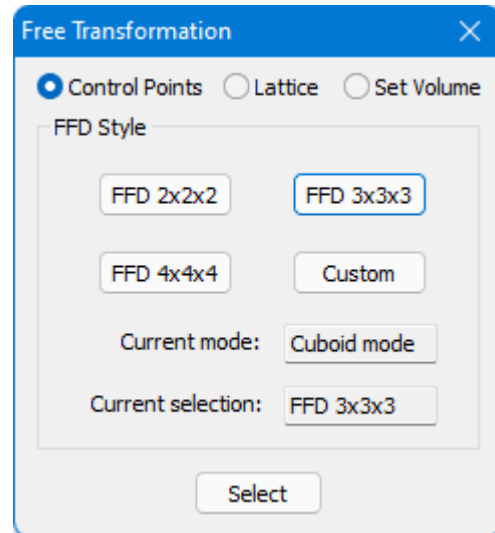 Free Transformation
Control Points Lattice Set Volume
FFD Style
FFD 2x2x2 FFD 3x3x3
FFD 4x4x4 Custom
Current mode: Cuboid mode
Current selection: FFD 3x3x3
Select